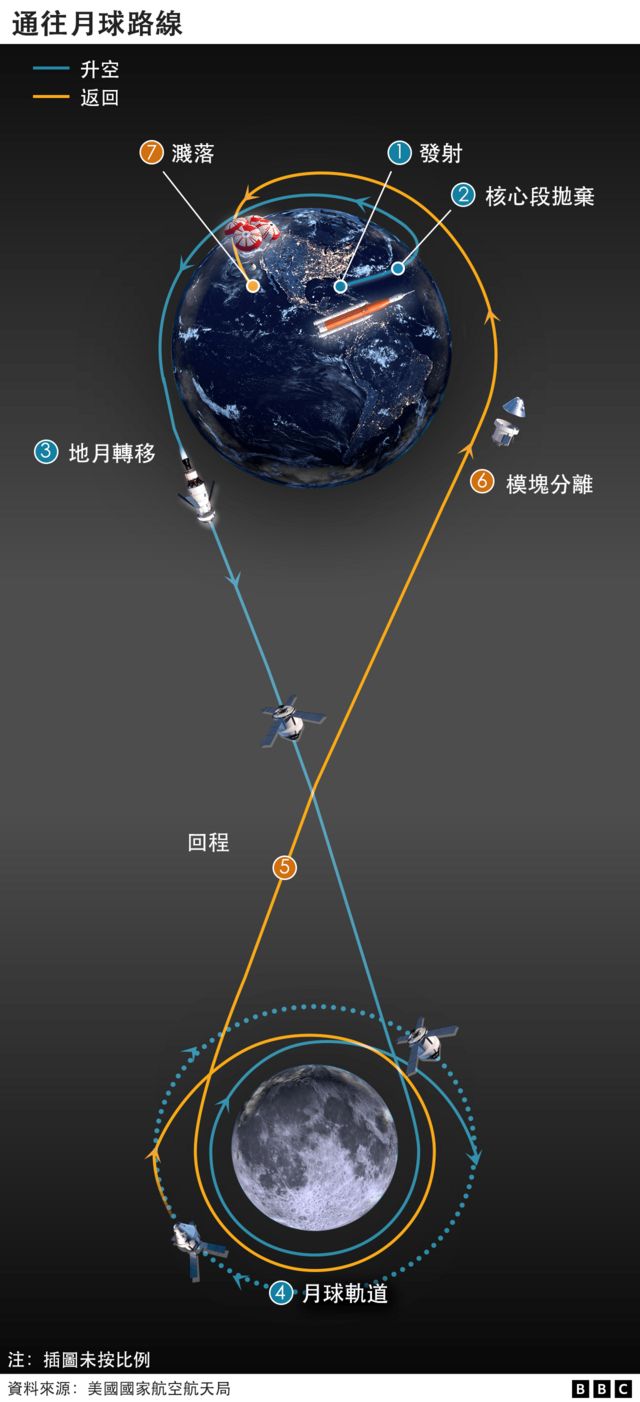 通往月球路線
升空
返回
7 濺落
1 發射
2 核心段拋棄
3 地月轉移
6 模塊分離
回程
5
4 月球軌道
注：插圖未按比例
資料來源：美國國家航空航天局
BBC